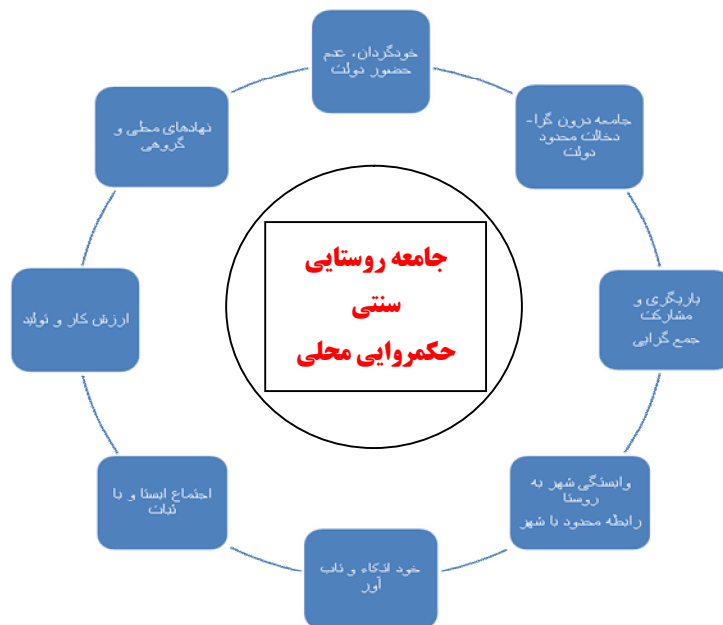 خودگردان، عدم
حضور دولت
جامعه درون گرا-
دخالت محدود
دولت
یاریگری و
مشارکت
جمع گرایی
وابستگی شهر به
روستا
رابطه محدود با شهر
خود اتکاء و تاب
آور
اجتماع ایستا و با
ثبات
ارزش کار و تولید
نهادهای محلی و
گروهی
جامعه روستایی
سنتی
حکمروایی محلی